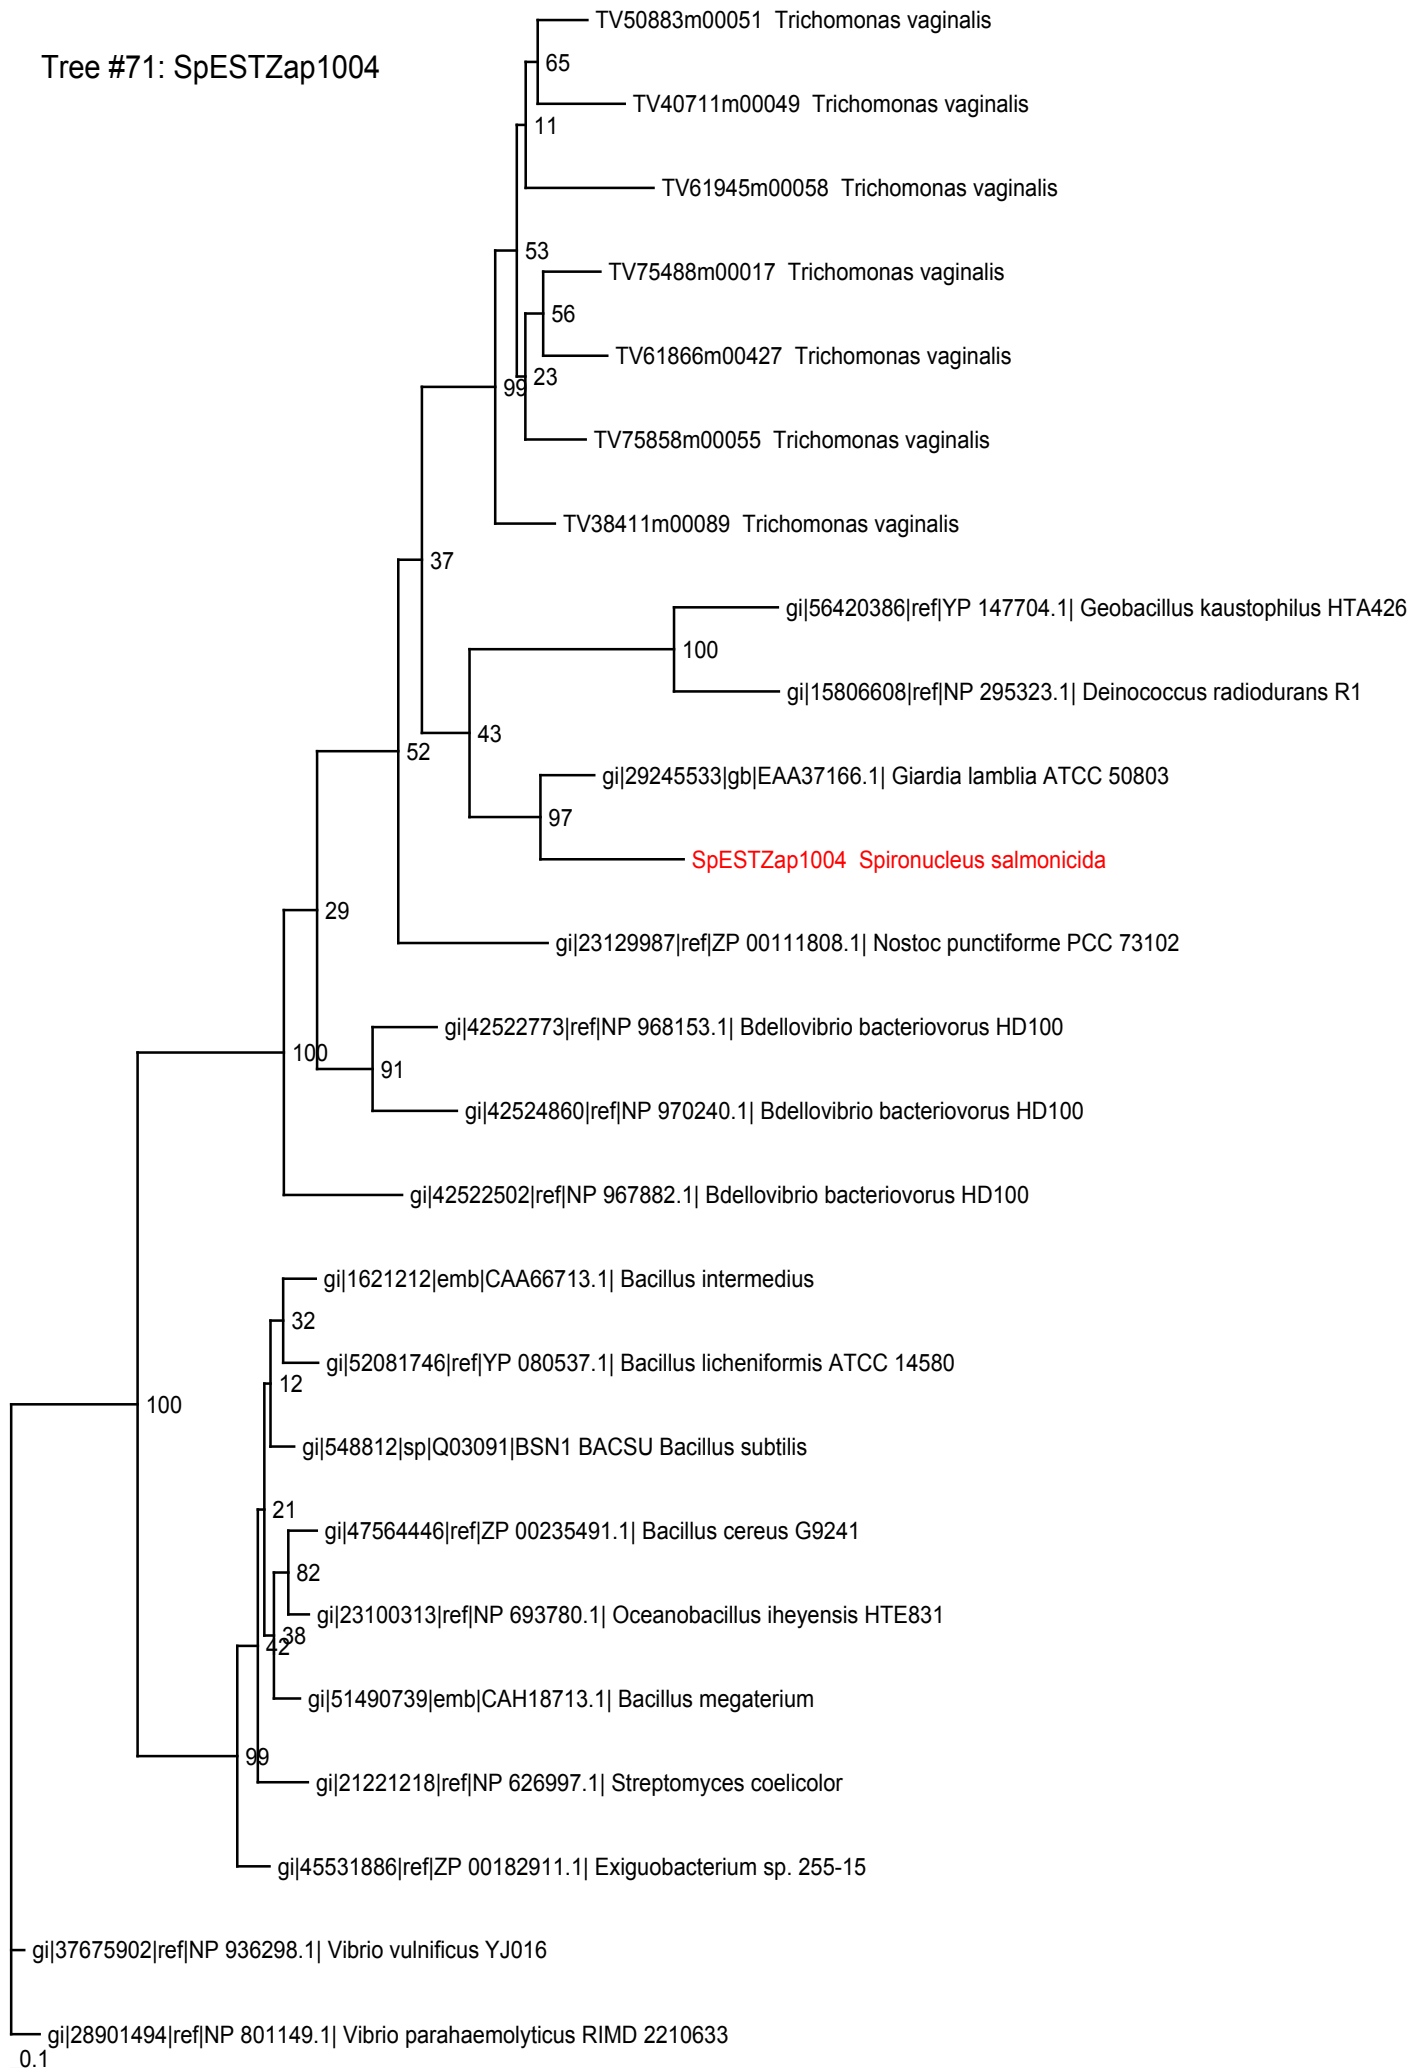 TV50883m00051  Trichomonas vaginalis
Tree #71: SpESTZap1004
65
TV40711m00049  Trichomonas vaginalis
11
TV61945m00058  Trichomonas vaginalis
53
TV75488m00017  Trichomonas vaginalis
56
TV61866m00427  Trichomonas vaginalis
23
99
TV75858m00055  Trichomonas vaginalis
TV38411m00089  Trichomonas vaginalis
37
gi|56420386|ref|YP 147704.1| Geobacillus kaustophilus HTA426
100
gi|15806608|ref|NP 295323.1| Deinococcus radiodurans R1
43
52
gi|29245533|gb|EAA37166.1| Giardia lamblia ATCC 50803
97
SpESTZap1004  Spironucleus salmonicida
29
gi|23129987|ref|ZP 00111808.1| Nostoc punctiforme PCC 73102
gi|42522773|ref|NP 968153.1| Bdellovibrio bacteriovorus HD100
100
91
gi|42524860|ref|NP 970240.1| Bdellovibrio bacteriovorus HD100
gi|42522502|ref|NP 967882.1| Bdellovibrio bacteriovorus HD100
gi|1621212|emb|CAA66713.1| Bacillus intermedius
32
gi|52081746|ref|YP 080537.1| Bacillus licheniformis ATCC 14580
12
100
gi|548812|sp|Q03091|BSN1 BACSU Bacillus subtilis
21
gi|47564446|ref|ZP 00235491.1| Bacillus cereus G9241
82
gi|23100313|ref|NP 693780.1| Oceanobacillus iheyensis HTE831
38
42
gi|51490739|emb|CAH18713.1| Bacillus megaterium
99
gi|21221218|ref|NP 626997.1| Streptomyces coelicolor
gi|45531886|ref|ZP 00182911.1| Exiguobacterium sp. 255-15
gi|37675902|ref|NP 936298.1| Vibrio vulnificus YJ016
gi|28901494|ref|NP 801149.1| Vibrio parahaemolyticus RIMD 2210633
0.1